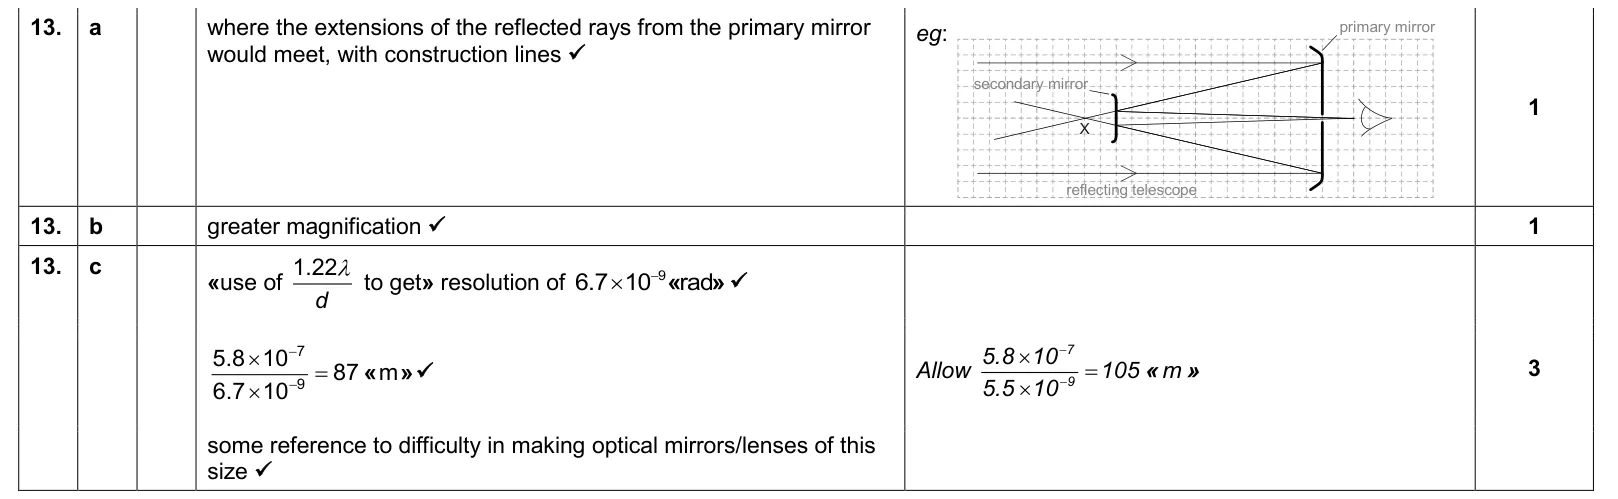 13. a where the extensions of the reflected rays from the primary mirror
would meet, with construction lines ✓
eg:
primary mirror
secondary mirror
X
reflecting telescope
1
13. b greater magnification ✓ 1
13. c
«use of 1.22λ/d to get» resolution of 6.7×10⁻⁹ «rad» ✓
5.8×10⁻⁷/6.7×10⁻⁹ = 87 «m» ✓
Allow 5.8×10⁻⁷/5.5×10⁻⁹ = 105 « m »
3
some reference to difficulty in making optical mirrors/lenses of this
size ✓